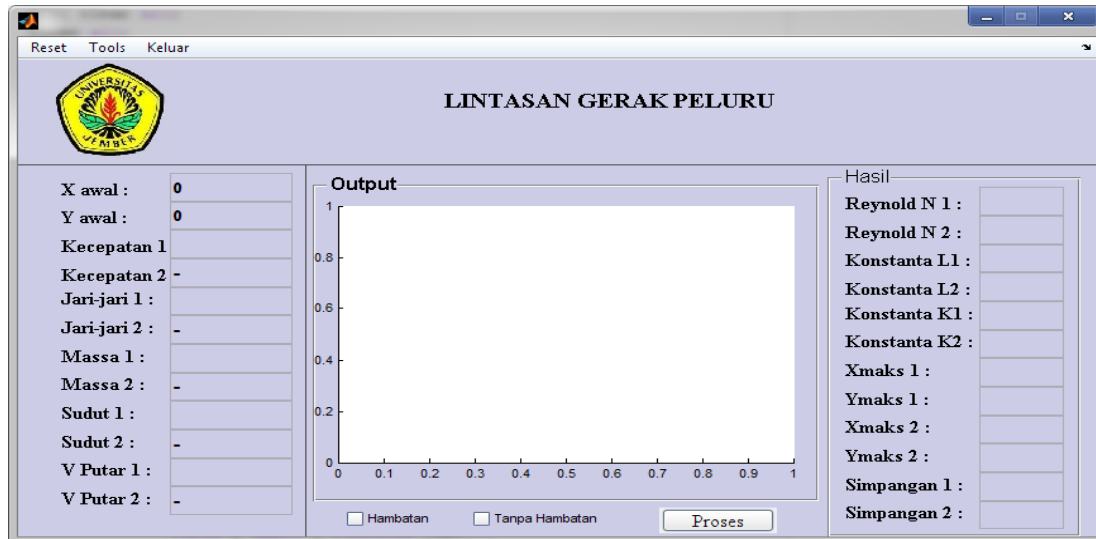 Reset Tools Keluar
UNIVERSITAS
JEMBER
LINTASAN GERAK PELURU
X awal : 0
Y awal : 0
Kecepatan 1
Kecepatan 2 -
Jari-jari 1 :
Jari-jari 2 : -
Massa 1 :
Massa 2 : -
Sudut 1 :
Sudut 2 : -
V Putar 1 :
V Putar 2 : -
Output
1
0.8
0.6
0.4
0.2
0
0 0.1 0.2 0.3 0.4 0.5 0.6 0.7 0.8 0.9 1
Hambatan Tanpa Hambatan Proses
Hasil
Reynold N 1 :
Reynold N 2 :
Konstanta L1 :
Konstanta L2 :
Konstanta K1 :
Konstanta K2 :
Xmaks 1 :
Ymaks 1 :
Xmaks 2 :
Ymaks 2 :
Simpangan 1 :
Simpangan 2 :